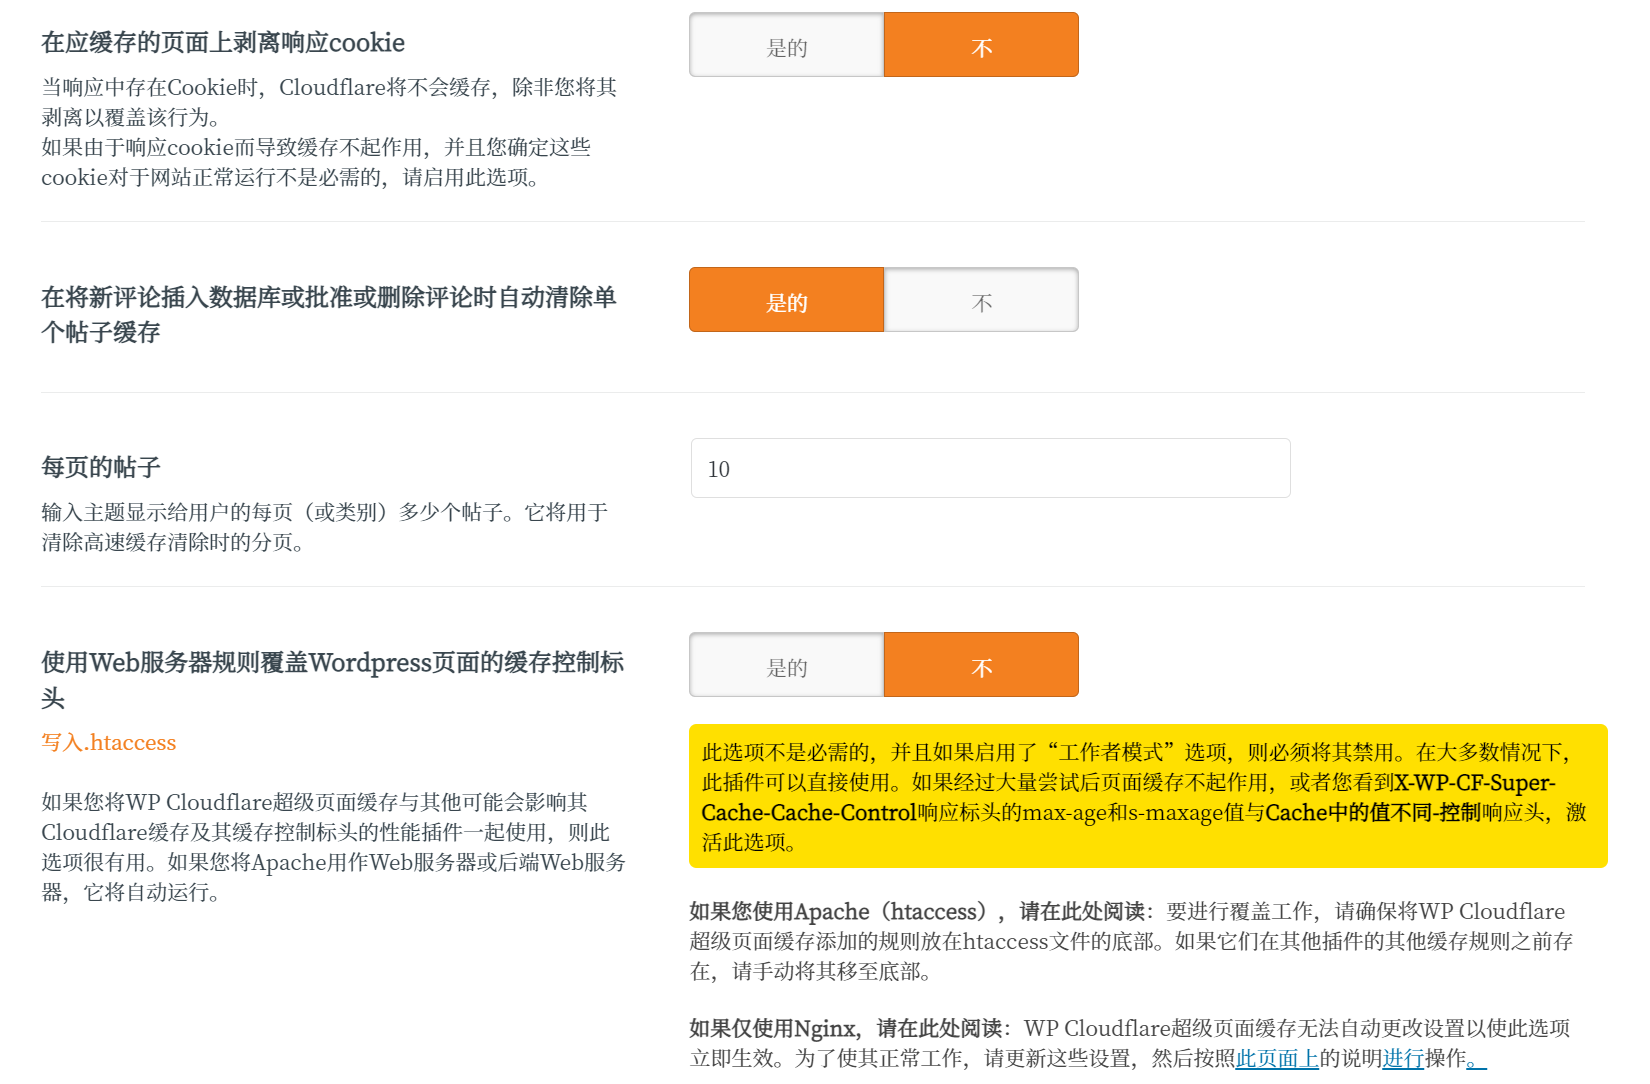 在应缓存的页面上剥离响应cookie
是的
不
当响应中存在Cookie时，Cloudflare将不会缓存，除非您将其
剥离以覆盖该行为。
如果由于响应cookie而导致缓存不起作用，并且您确定这些
cookie对于网站正常运行不是必需的，请启用此选项。
在将新评论插入数据库或批准或删除评论时自动清除单
个帖子缓存
是的
不
每页的帖子
10
输入主题显示给用户的每页（或类别）多少个帖子。它将用于
清除高速缓存清除时的分页。
使用Web服务器规则覆盖Wordpress页面的缓存控制标
头
写入.htaccess
如果您将WP Cloudflare超级页面缓存与其他可能会影响其
Cloudflare缓存及其缓存控制标头的性能插件一起使用，则此
选项很有用。如果您将Apache用作Web服务器或后端Web服务
器，它将自动运行。
是的
不
此选项不是必需的，并且如果启用了“工作者模式”选项，则必须将其禁用。在大多数情况下，
此插件可以直接使用。如果经过大量尝试后页面缓存不起作用，或者您看到X-WP-CF-Super-
Cache-Cache-Control响应标头的max-age和s-maxage值与Cache中的值不同-控制响应头，激
活此选项。
如果您使用Apache（htaccess），请在此处阅读：要进行覆盖工作，请确保将WP Cloudflare
超级页面缓存添加的规则放在htaccess文件的底部。如果它们在其他插件的其他缓存规则之前存
在，请手动将其移至底部。
如果仅使用Nginx，请在此处阅读：WP Cloudflare超级页面缓存无法自动更改设置以使此选项
立即生效。为了使其正常工作，请更新这些设置，然后按照此页面上的说明进行操作。